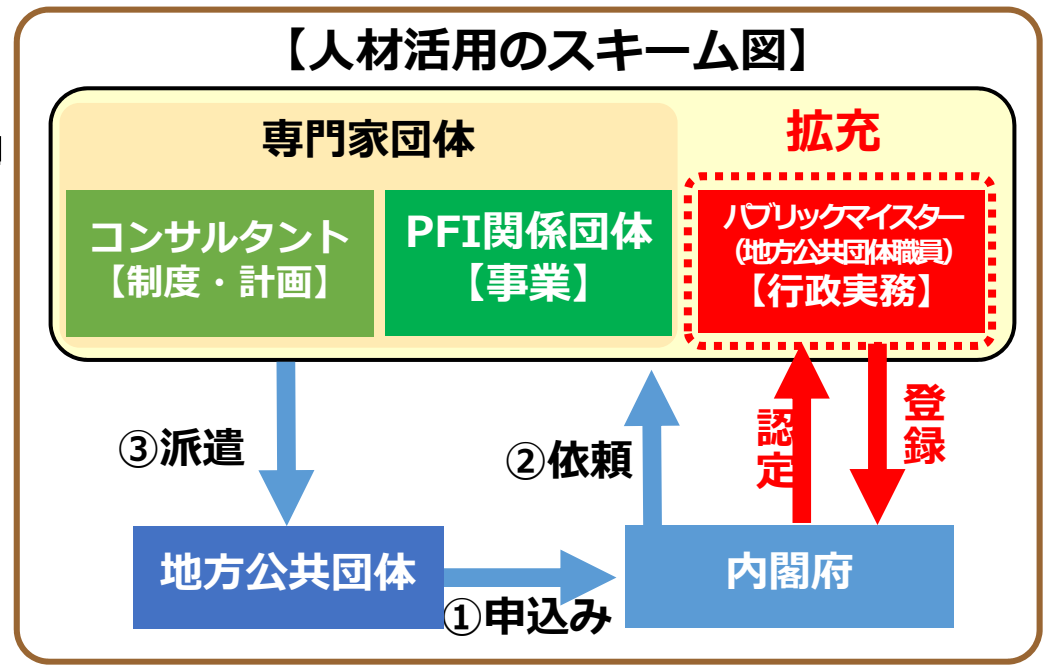 【人材活用のスキーム図】
専門家団体
拡充
コンサルタント
【制度・計画】
PFI関係団体
【事業】
パブリックマイスター
(地方公共団体職員)
【行政実務】
③派遣
②依頼
認定
登録
地方公共団体
内閣府
①申込み